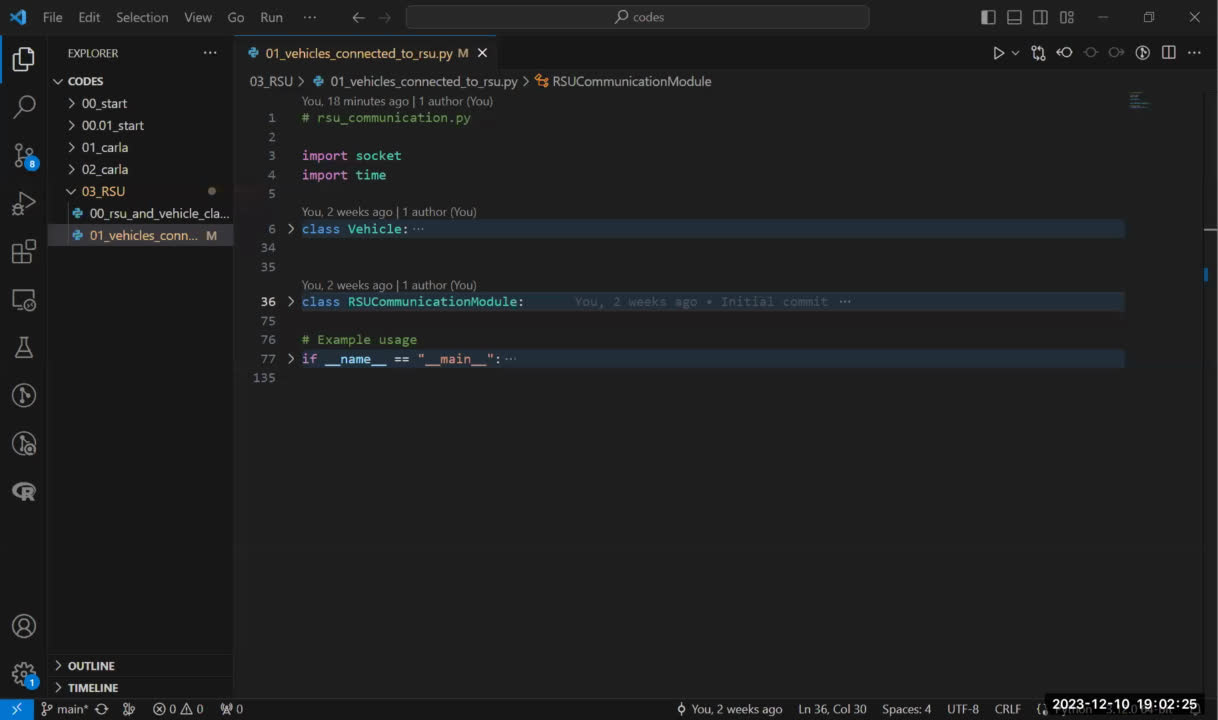 File Edit Selection View Go Run ··· codes
EXPLORER ···
CODES
00_start
00.01_start
01_carla
02_carla
03_RSU
00_rsu_and_vehicle_cla...
01_vehicles_conn... M
8
OUTLINE
TIMELINE
1
01_vehicles_connected_to_rsu.py M
03_RSU > 01_vehicles_connected_to_rsu.py > RSUCommunicationModule
You, 18 minutes ago | 1 author (You)
1 # rsu_communication.py
2
3 import socket
4 import time
5
You, 2 weeks ago | 1 author (You)
6 class Vehicle: ···
34
35
You, 2 weeks ago | 1 author (You)
36 class RSUCommunicationModule: You, 2 weeks ago • Initial commit ···
75
76 # Example usage
77 if __name__ == "__main__": ···
135
main* 0 0 0 You, 2 weeks ago Ln 36, Col 30 Spaces: 4 UTF-8 CRLF
2023-12-10 19:02:25